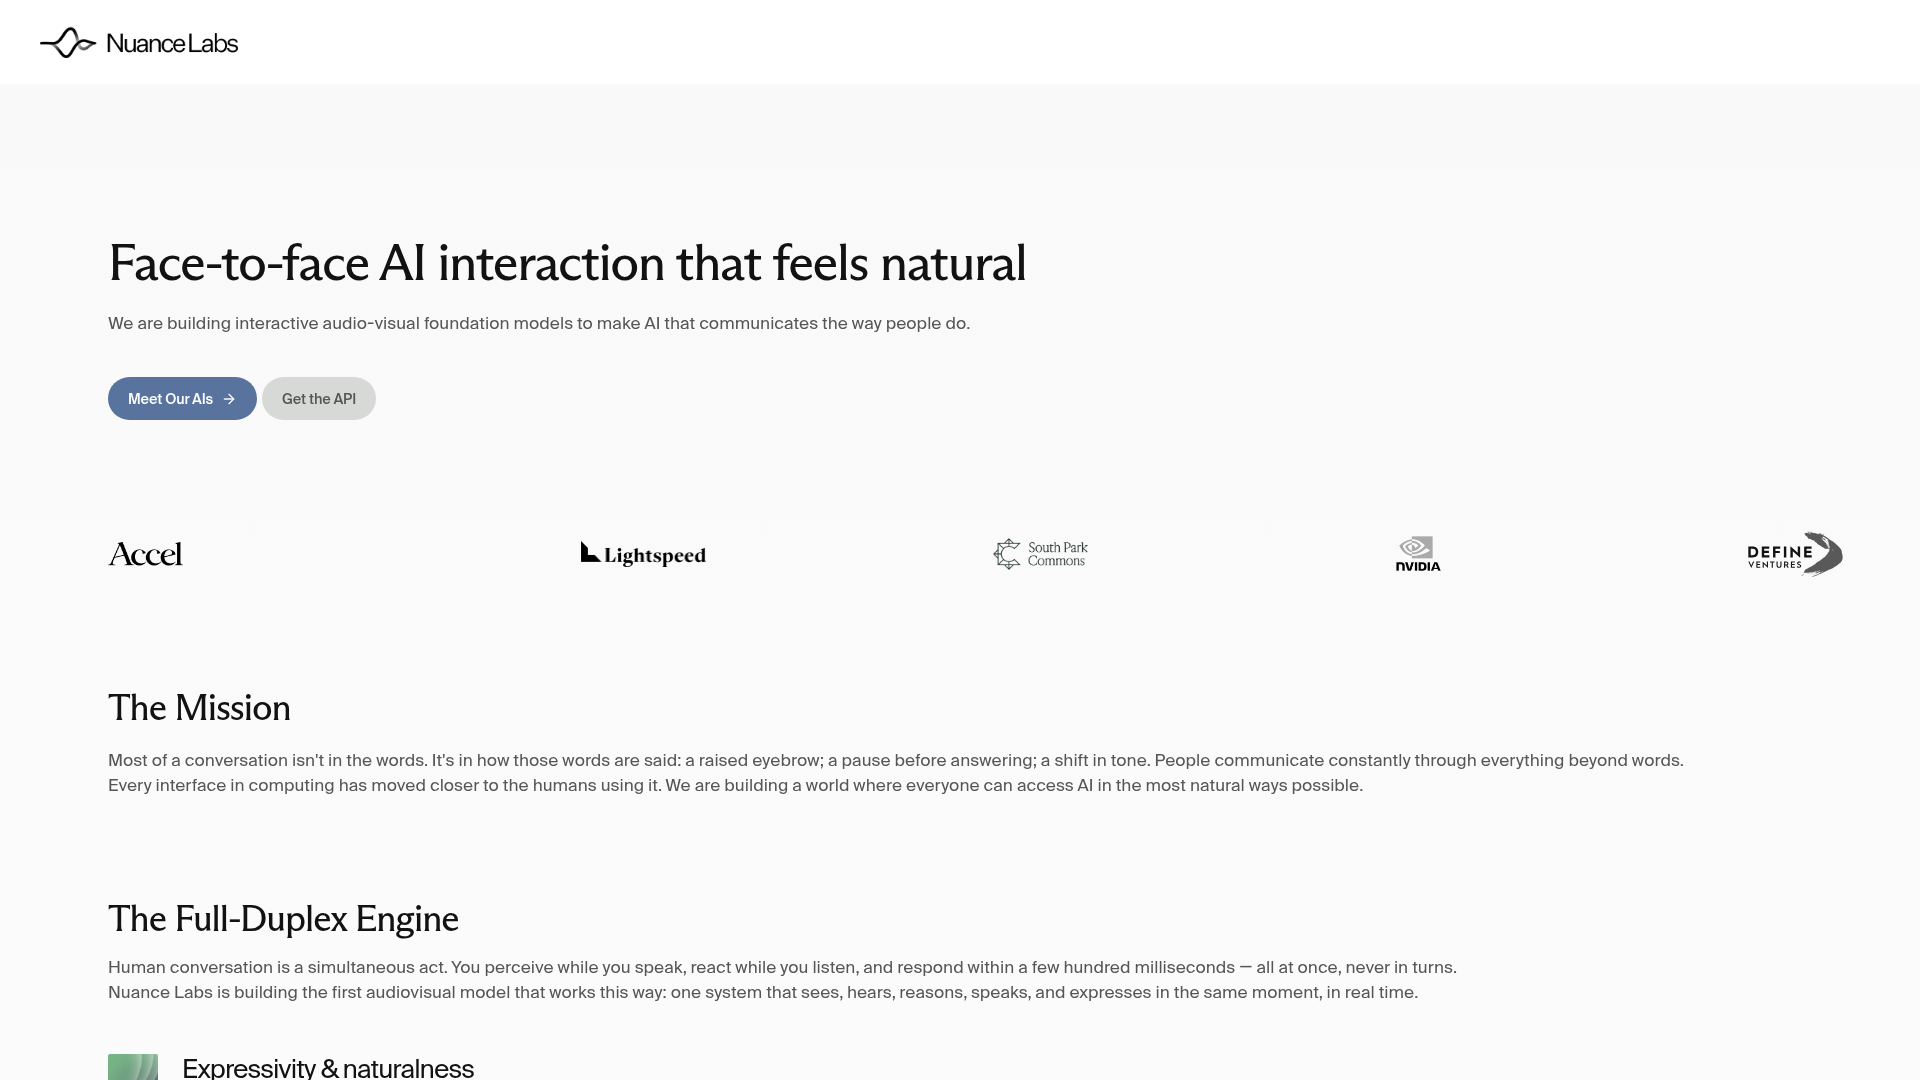 Nuance Labs
Face-to-face AI interaction that feels natural
We are building interactive audio-visual foundation models to make AI that communicates the way people do.
Meet Our AIs →
Get the API
Accel
Lightspeed
South Park
Commons
NVIDIA
DEFINE
VENTURES
The Mission
Most of a conversation isn't in the words. It's in how those words are said: a raised eyebrow; a pause before answering; a shift in tone. People communicate constantly through everything beyond words.
Every interface in computing has moved closer to the humans using it. We are building a world where everyone can access AI in the most natural ways possible.
The Full-Duplex Engine
Human conversation is a simultaneous act. You perceive while you speak, react while you listen, and respond within a few hundred milliseconds — all at once, never in turns.
Nuance Labs is building the first audiovisual model that works this way: one system that sees, hears, reasons, speaks, and expresses in the same moment, in real time.
Expressivity & naturalness